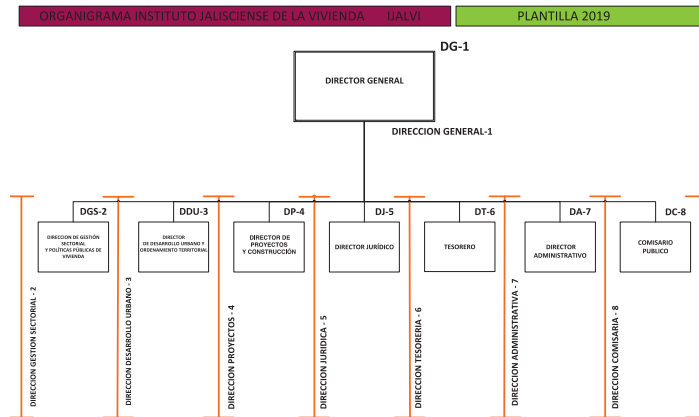 ORGANIGRAMA INSTITUTO JALISCIENSE DE LA VIVIENDA IJALVI
PLANTILLA 2019
DG-1
DIRECTOR GENERAL
DIRECCION GENERAL-1
DGS-2
DDU-3
DP-4
DJ-5
DT-6
DA-7
DC-8
DIRECCION DE GESTIÓN
SECTORIAL
Y POLÍTICAS PÚBLICAS DE
VIVIENDA
DIRECTOR
DE DESARROLLO URBANO Y
ORDENAMIENTO TERRITORIAL
DIRECTOR DE
PROYECTOS
Y CONSTRUCCIÓN
DIRECTOR JURÍDICO
TESORERO
DIRECTOR
ADMINISTRATIVO
COMISARIO
PUBLICO
DIRECCION GESTION SECTORIAL - 2
DIRECCION DESARROLLO URBANO - 3
DIRECCION PROYECTOS - 4
DIRECCION JURIDICA - 5
DIRECCION TESORERIA - 6
DIRECCION ADMINISTRATIVA - 7
DIRECCION COMISARIA - 8